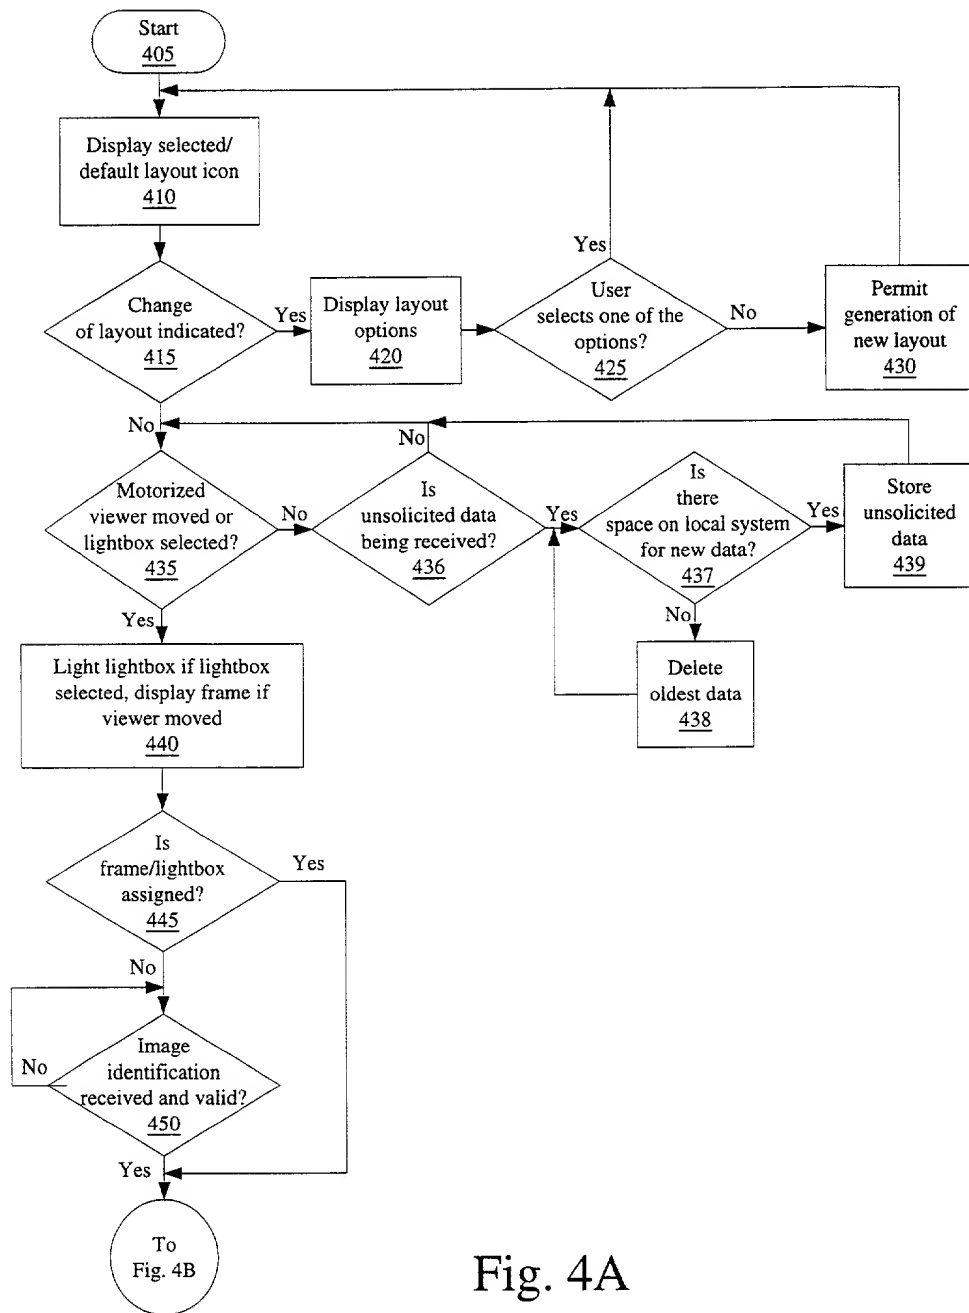 Start
405
Display selected/
default layout icon
410
Yes
Change
of layout indicated?
415
Yes
Display layout
options
420
User
selects one of the
options?
425
No
Permit
generation of
new layout
430
No
No
Motorized
viewer moved or
lightbox selected?
435
No
Is
unsolicited data
being received?
436
Yes
Is
there
space on local system
for new data?
437
Yes
Store
unsolicited
data
439
Yes
No
Light lightbox if lightbox
selected, display frame if
viewer moved
440
Delete
oldest data
438
Is
frame/lightbox
assigned?
445
Yes
No
Image
identification
received and valid?
450
No
Yes
To
Fig. 4B
Fig. 4A